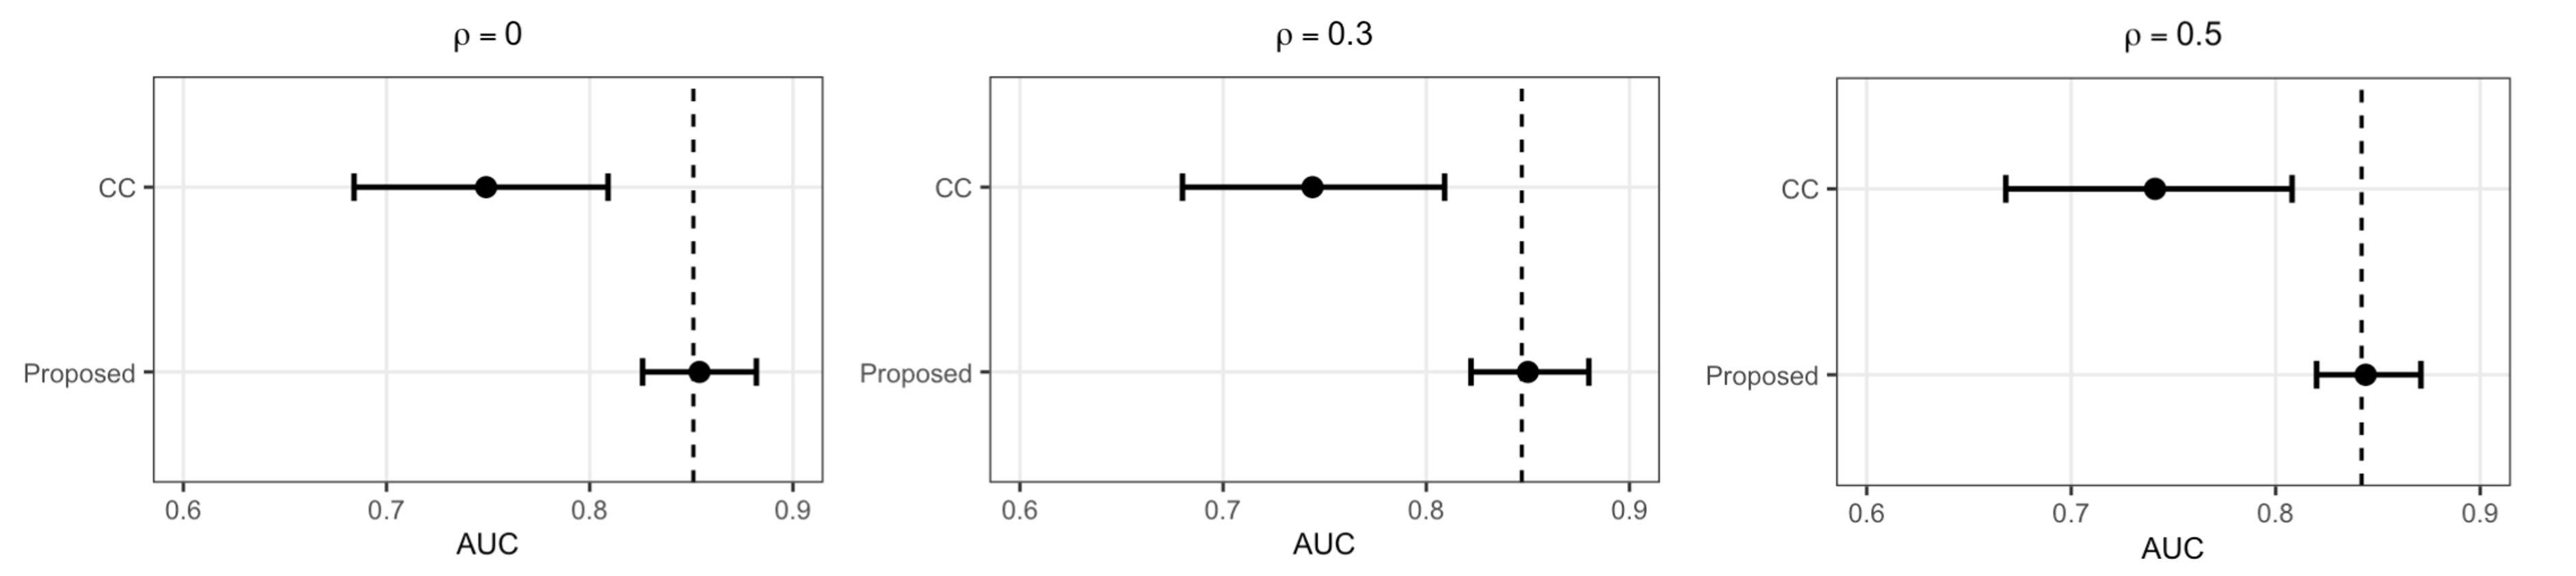 ρ = 0
CC
Proposed
0.6 0.7 0.8 0.9
AUC
ρ = 0.3
CC
Proposed
0.6 0.7 0.8 0.9
AUC
ρ = 0.5
CC
Proposed
0.6 0.7 0.8 0.9
AUC